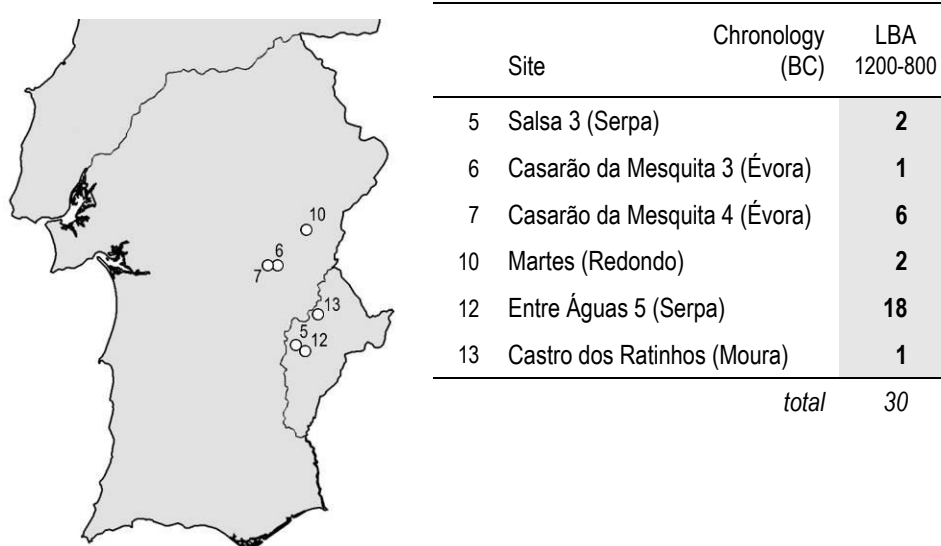 Chronology LBA
Site (BC) 1200-800
5 Salsa 3 (Serpa) 2
6 Casarão da Mesquita 3 (Évora) 1
7 Casarão da Mesquita 4 (Évora) 6
10 Martes (Redondo) 2
12 Entre Águas 5 (Serpa) 18
13 Castro dos Ratinhos (Moura) 1
total 30
10
6
7
13
5
12